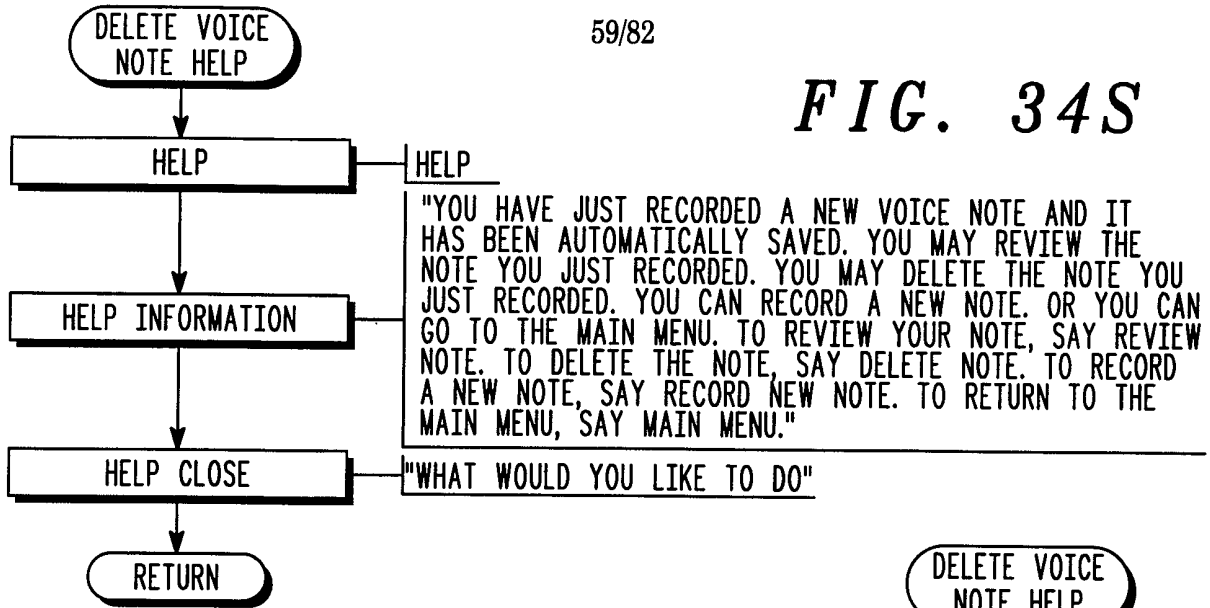 DELETE VOICE
NOTE HELP
59/82
FIG. 34S
HELP
HELP
"YOU HAVE JUST RECORDED A NEW VOICE NOTE AND IT
HAS BEEN AUTOMATICALLY SAVED. YOU MAY REVIEW THE
NOTE YOU JUST RECORDED. YOU MAY DELETE THE NOTE YOU
JUST RECORDED. YOU CAN RECORD A NEW NOTE. OR YOU CAN
GO TO THE MAIN MENU. TO REVIEW YOUR NOTE, SAY REVIEW
NOTE. TO DELETE THE NOTE, SAY DELETE NOTE. TO RECORD
A NEW NOTE, SAY RECORD NEW NOTE. TO RETURN TO THE
MAIN MENU, SAY MAIN MENU."
HELP INFORMATION
HELP CLOSE
"WHAT WOULD YOU LIKE TO DO"
RETURN
DELETE VOICE
NOTE HELP